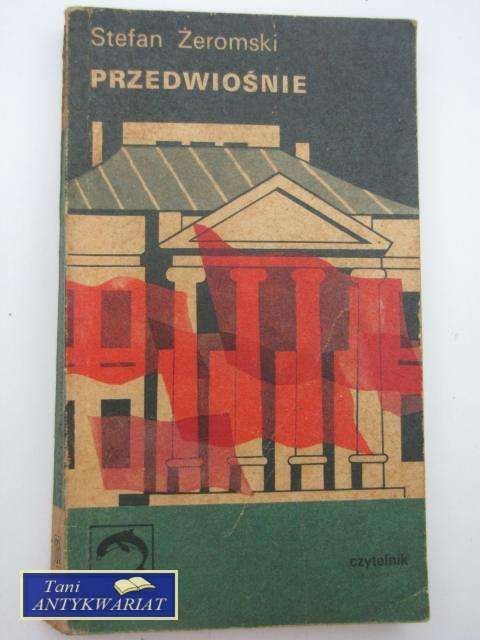 Stefan Żeromski
PRZEDWIOŚNIE
czytelnik
Tani
ANTYKWARIAT